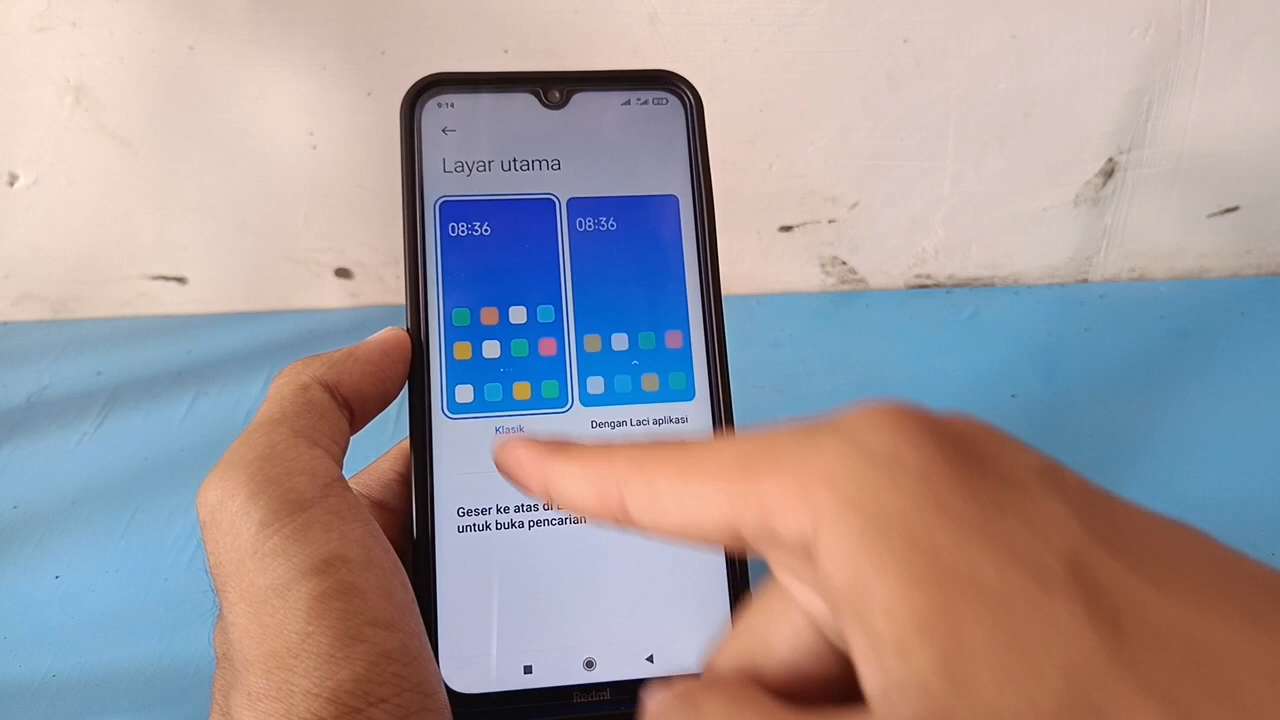 9:14
Layar utama
08:36
08:36
Klasik
Dengan Laci aplikasi
Geser ke atas di
untuk buka pencarian
Redmi